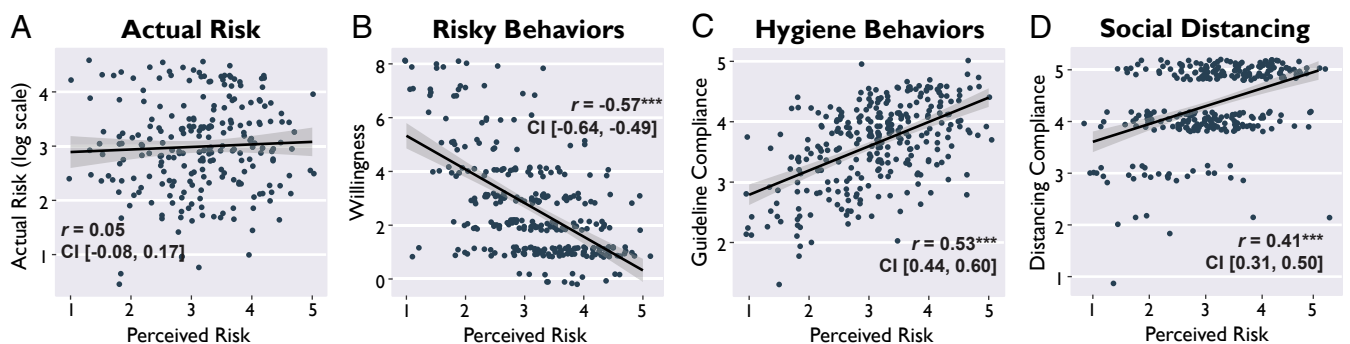 A Actual Risk
Actual Risk (log scale)
4
3
2
1
r = 0.05
CI [-0.08, 0.17]
1 2 3 4 5
Perceived Risk
B Risky Behaviors
Willingness
8
6
4
2
0
r = -0.57***
CI [-0.64, -0.49]
1 2 3 4 5
Perceived Risk
C Hygiene Behaviors
Guideline Compliance
5
4
3
2
r = 0.53***
CI [0.44, 0.60]
1 2 3 4 5
Perceived Risk
D Social Distancing
Distancing Compliance
5
4
3
2
1
r = 0.41***
CI [0.31, 0.50]
1 2 3 4 5
Perceived Risk